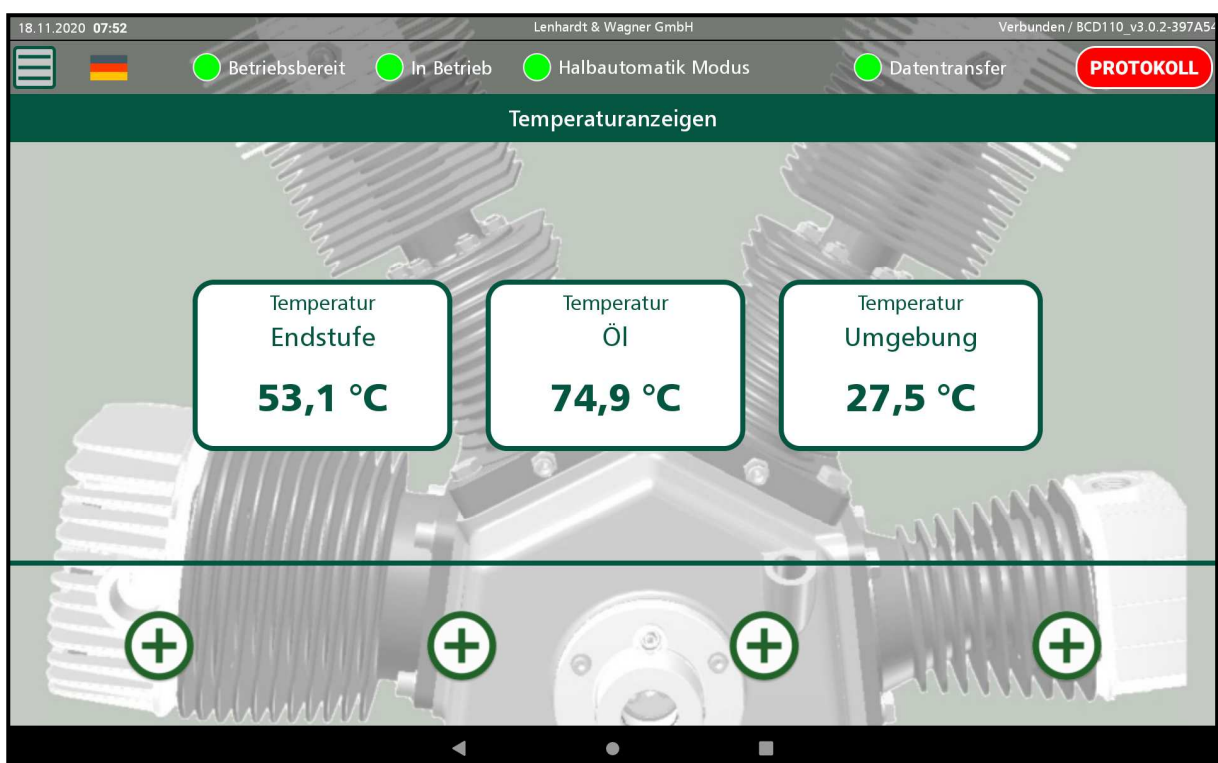 18.11.2020 07:52 Lenhardt & Wagner GmbH Verbunden / BCD110_v3.0.2-397A54
Betriebsbereit In Betrieb Halbautomatik Modus Datentransfer PROTOKOLL
Temperaturanzeigen
Temperatur
Endstufe
53,1 °C
Temperatur
Öl
74,9 °C
Temperatur
Umgebung
27,5 °C